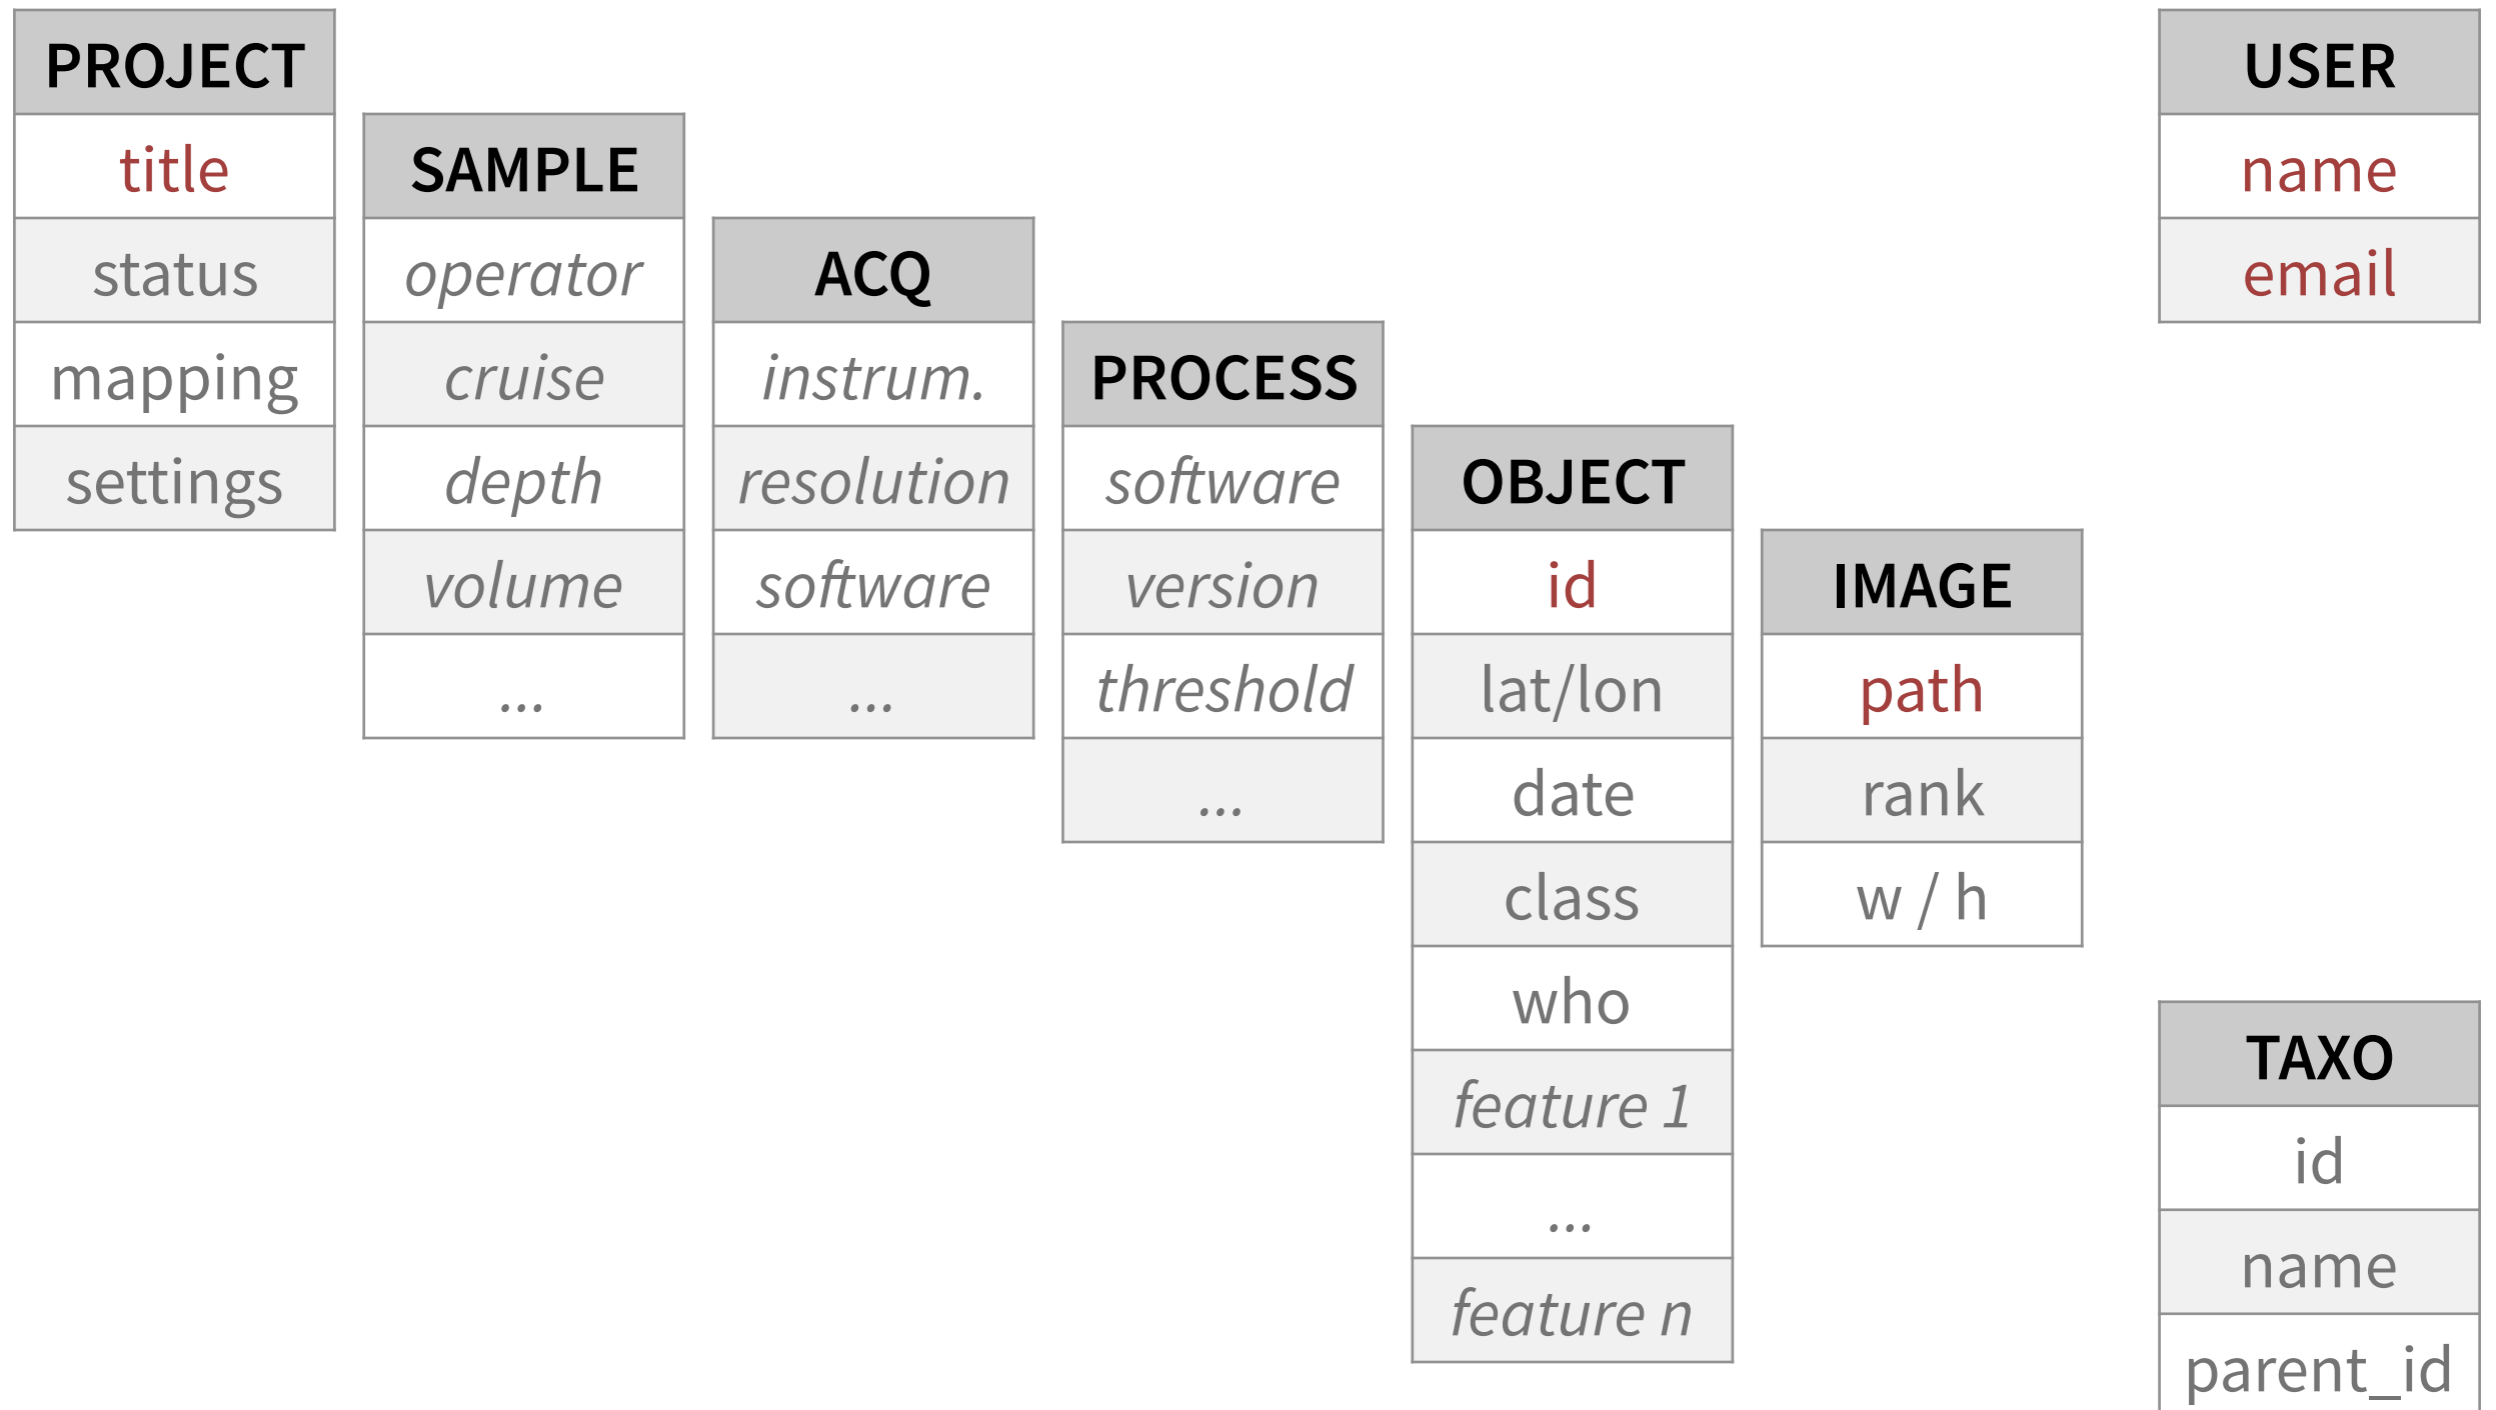 PROJECT
title
status
mapping
settings
SAMPLE
operator
cruise
depth
volume
...
ACQ
instrum.
resolution
software
...
PROCESS
software
version
threshold
...
OBJECT
id
lat/lon
date
class
who
feature 1
...
feature n
IMAGE
path
rank
w / h
USER
name
email
TAXO
id
name
parent_id